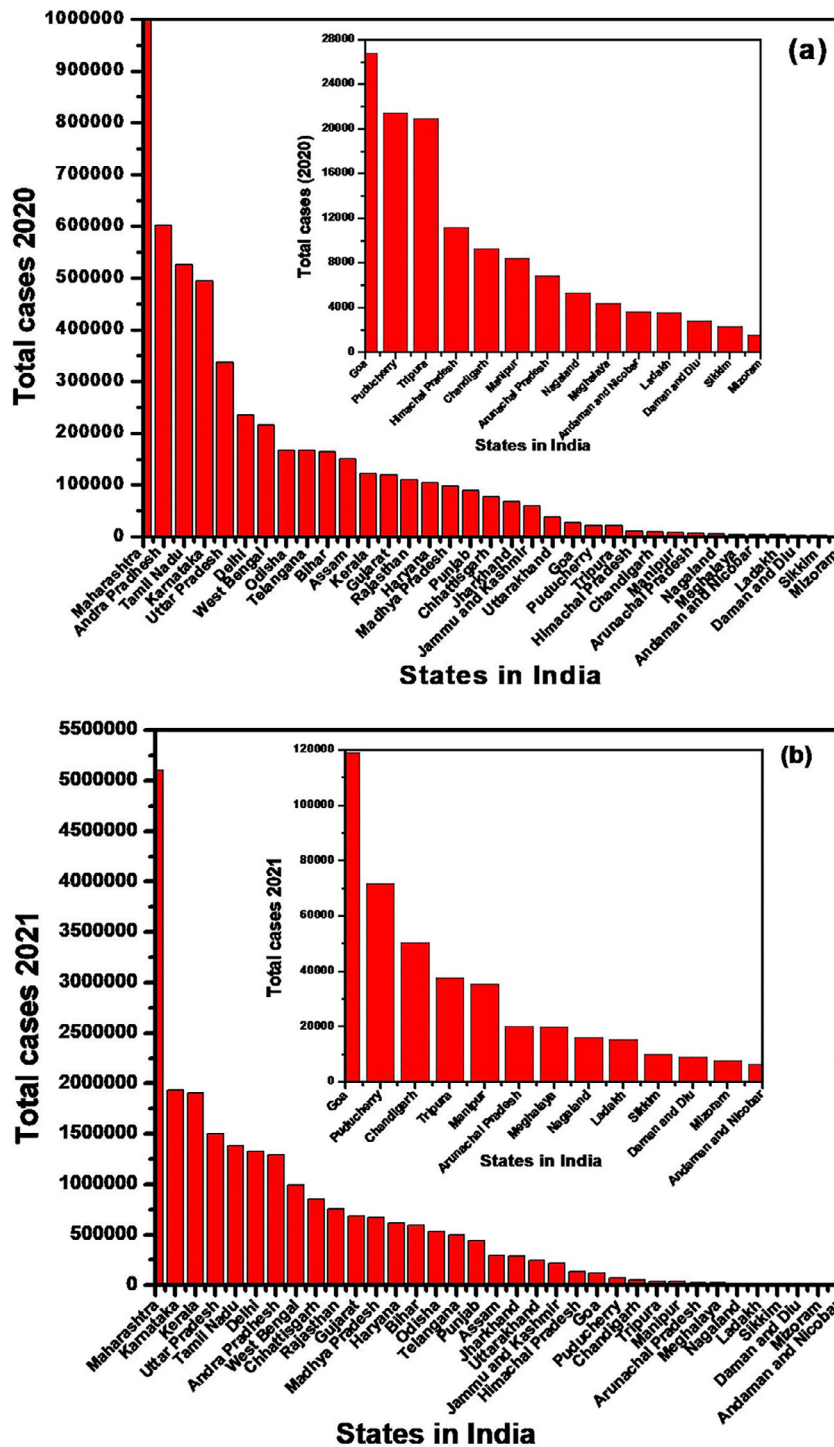 (a)
Total cases 2020
1000000
900000
800000
700000
600000
500000
400000
300000
200000
100000
0
Maharashtra
Andra Pradhesh
Tamil Nadu
Karnataka
Uttar Pradesh
Delhi
West Bengal
Odisha
Telangana
Bihar
Assam
Kerala
Gujarat
Rajasthan
Haryana
Madhya Pradesh
Punjab
Chhattisgarh
Jharkhand
Jammu and Kashmir
Uttarakhand
Goa
Puducherry
Tripura
Himachal Pradesh
Chandigarh
Manipur
Arunachal Pradesh
Nagaland
Meghalaya
Andaman and Nicobar
Ladakh
Daman and Diu
Sikkim
Mizoram
States in India
Total cases (2020)
28000
24000
20000
16000
12000
8000
4000
0
Goa
Puducherry
Tripura
Himachal Pradesh
Chandigarh
Manipur
Arunachal Pradesh
Nagaland
Meghalaya
Andaman and Nicobar
Ladakh
Daman and Diu
Sikkim
Mizoram
States in India
(b)
Total cases 2021
5500000
5000000
4500000
4000000
3500000
3000000
2500000
2000000
1500000
1000000
500000
0
Maharashtra
Karnataka
Kerala
Uttar Pradesh
Tamil Nadu
Delhi
Andra Pradhesh
West Bengal
Chhattisgarh
Rajasthan
Gujarat
Madhya Pradesh
Haryana
Bihar
Odisha
Telangana
Punjab
Assam
Jharkhand
Uttarakhand
Jammu and Kashmir
Himachal Pradesh
Goa
Puducherry
Chandigarh
Tripura
Manipur
Arunachal Pradesh
Meghalaya
Nagaland
Ladakh
Sikkim
Daman and Diu
Mizoram
Andaman and Nicobar
States in India
Total cases 2021
120000
100000
80000
60000
40000
20000
0
Goa
Puducherry
Chandigarh
Tripura
Manipur
Arunachal Pradesh
Meghalaya
Nagaland
Ladakh
Sikkim
Daman and Diu
Mizoram
Andaman and Nicobar
States in India